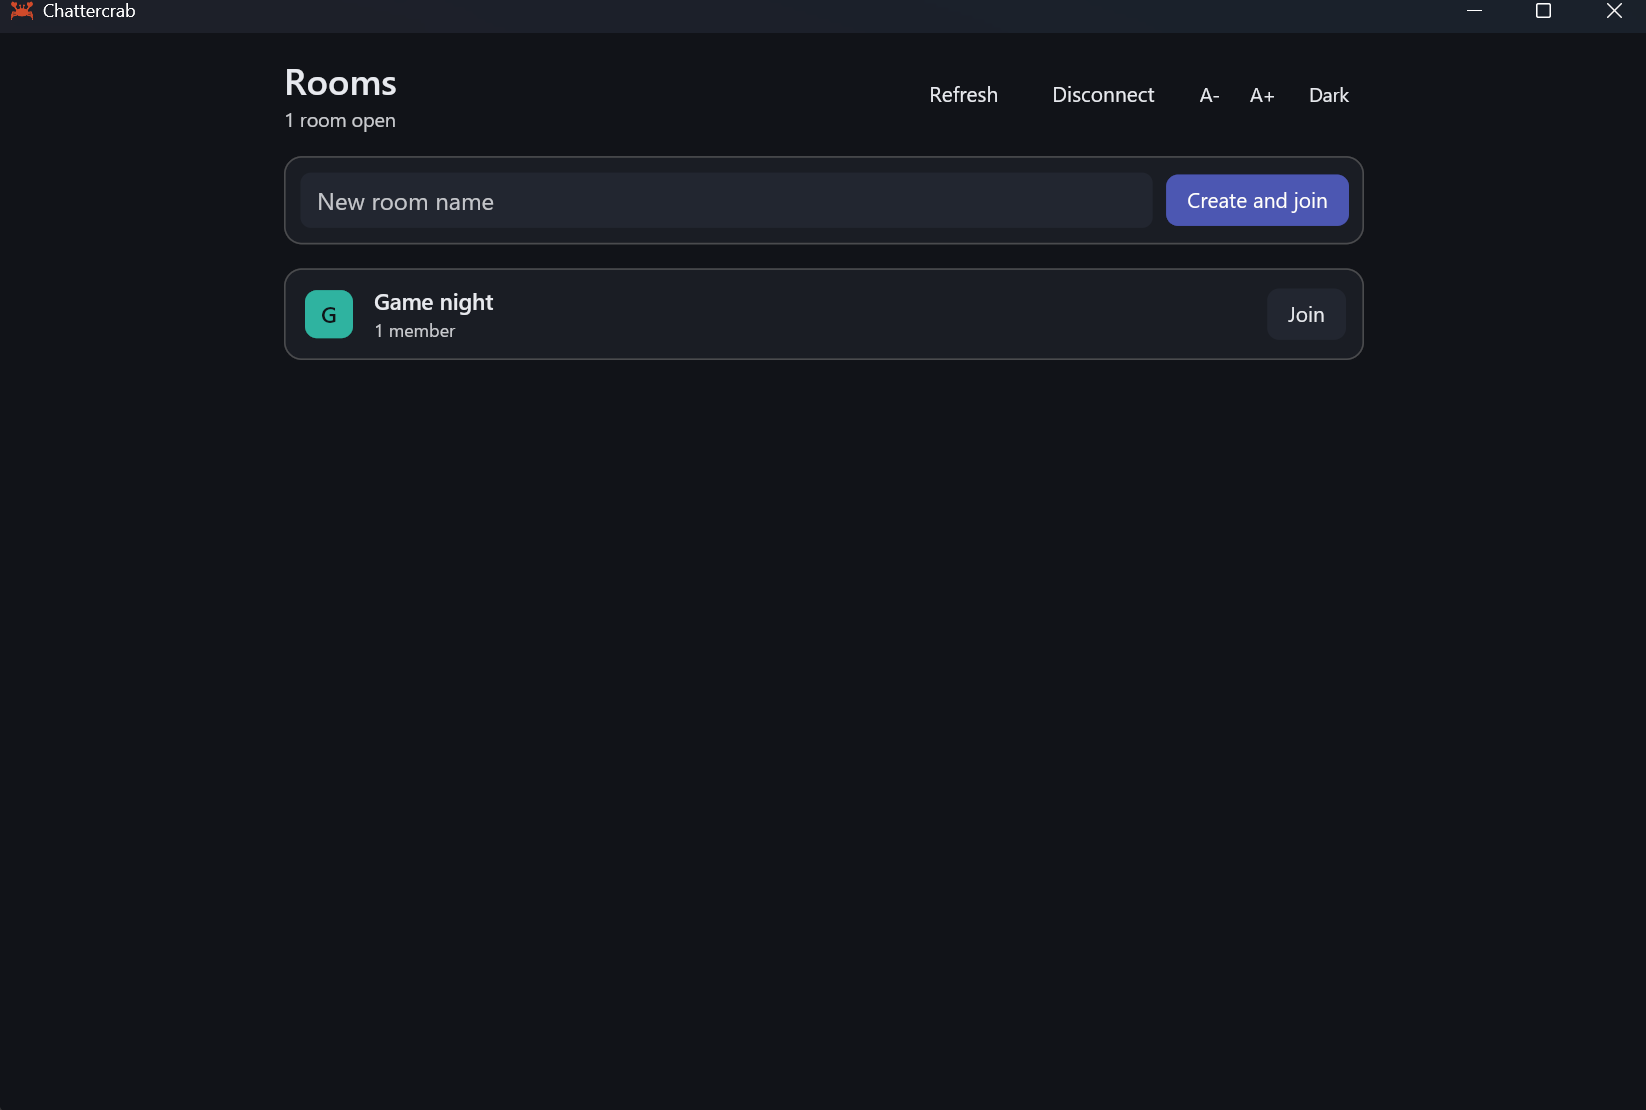 Chattercrab
Rooms
1 room open
Refresh Disconnect A- A+ Dark
New room name
Create and join
G
Game night
1 member
Join